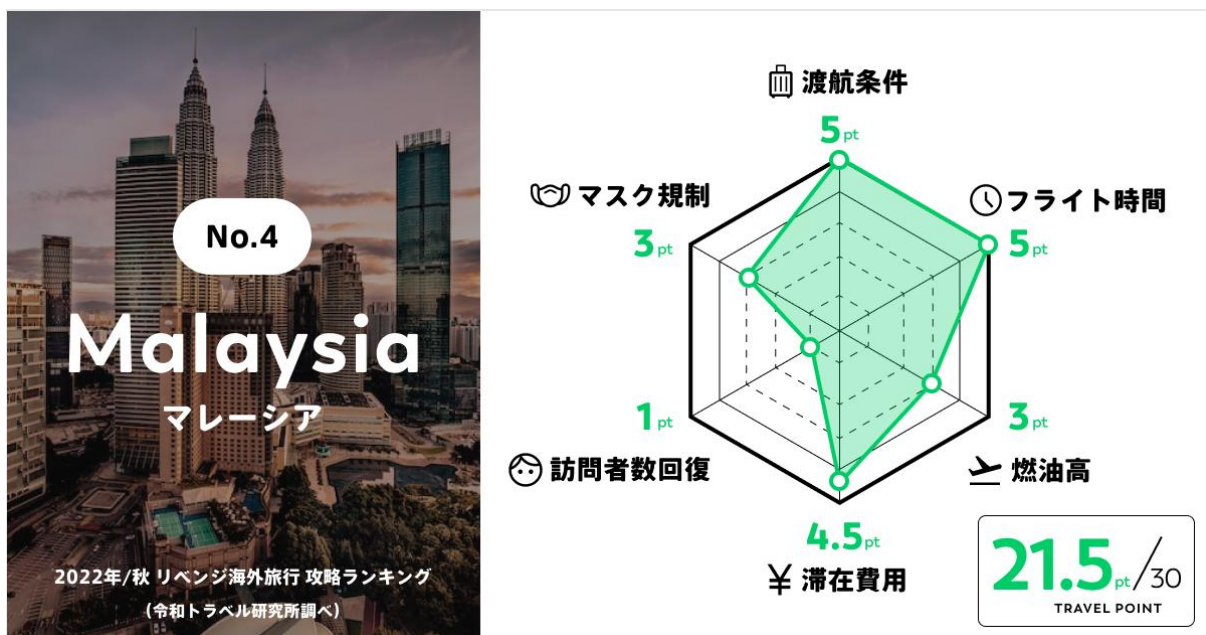 No.4
Malaysia
マレーシア
2022年/秋 リベンジ海外旅行 攻略ランキング
(令和トラベル研究所調べ)
渡航条件
5pt
マスク規制
3pt
フライト時間
5pt
1pt
訪問者数回復
3pt
燃油高
4.5pt
¥ 滞在費用
21.5pt/30
TRAVEL POINT